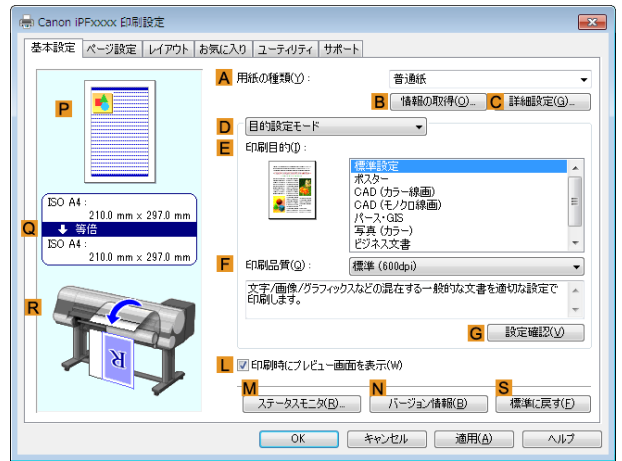 Canon iPFxxxx 印刷設定
基本設定 ページ設定 レイアウト お気に入り ユーティリティ サポート
A 用紙の種類(Y): 普通紙
B 情報の取得(O)... C 詳細設定(G)...
P
D 目的設定モード
E 印刷目的(I):
標準設定
ポスター
CAD (カラー線画)
CAD (モノクロ線画)
パース・GIS
写真 (カラー)
ビジネス文書
ISO A4 :
210.0 mm × 297.0 mm
Q 等倍
ISO A4 :
210.0 mm × 297.0 mm
F 印刷品質(Q): 標準 (600dpi)
文字/画像/グラフィックスなどの混在する一般的な文書を適切な設定で
印刷します。
R
R
G 設定確認(V)
L 印刷時にプレビュー画面を表示(W)
M ステータスモニタ(R)... N バージョン情報(B) S 標準に戻す(F)
OK キャンセル 適用(A) ヘルプ